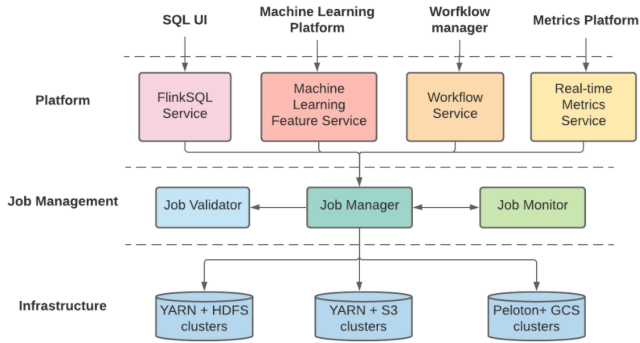 SQL UI
Machine Learning
Platform
Worfklow
manager
Metrics Platform
Platform
FlinkSQL
Service
Machine
Learning
Feature Service
Workflow
Service
Real-time
Metrics
Service
Job Management
Job Validator
Job Manager
Job Monitor
Infrastructure
YARN + HDFS
clusters
YARN + S3
clusters
Peloton+ GCS
clusters